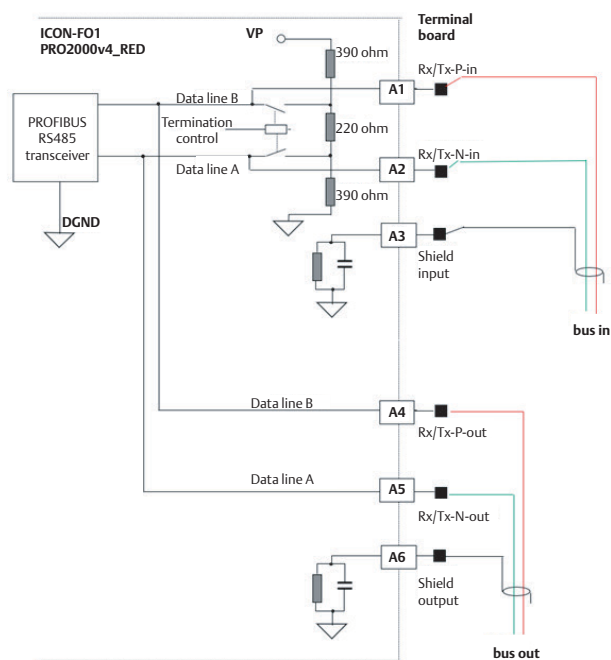 ICON-FO1
PRO2000v4_RED
VP
Terminal
board
390 ohm
Rx/Tx-P-in
A1
Data line B
PROFIBUS
RS485
transceiver
Termination
control
220 ohm
Rx/Tx-N-in
Data line A
A2
390 ohm
DGND
A3
Shield
input
bus in
Data line B
A4
Rx/Tx-P-out
Data line A
A5
Rx/Tx-N-out
A6
Shield
output
bus out